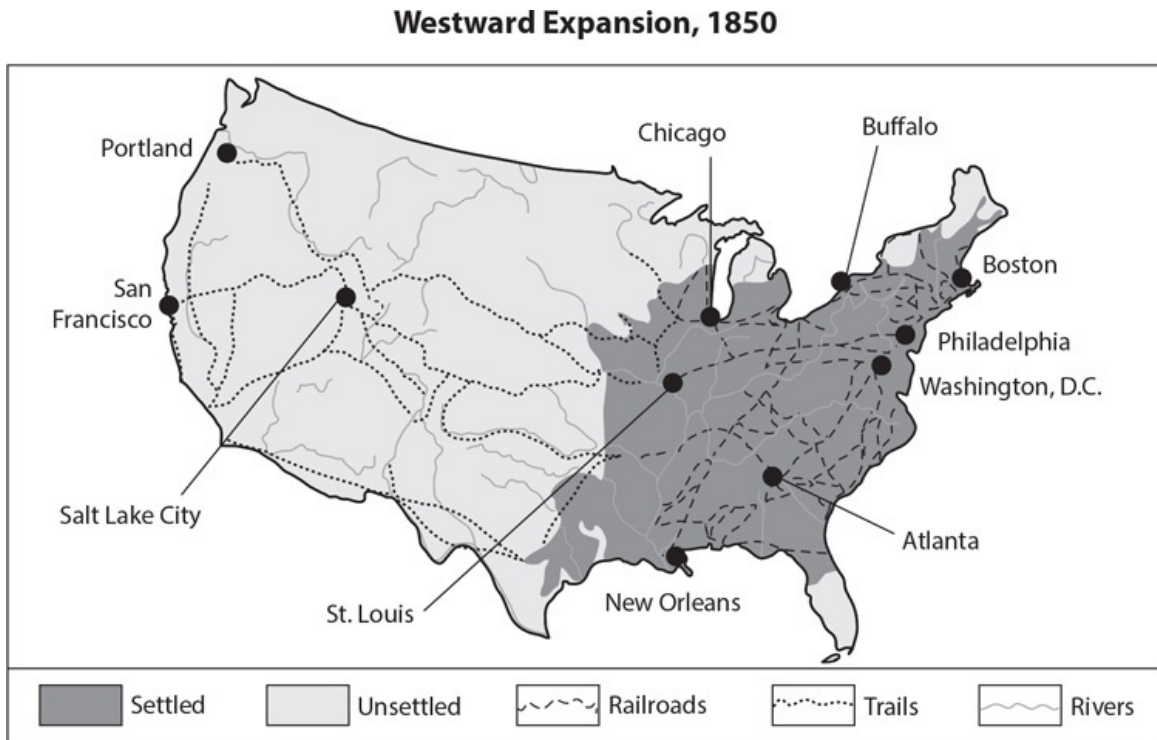 Westward Expansion, 1850
Chicago
Buffalo
Portland
Boston
San
Francisco
Philadelphia
Washington, D.C.
Salt Lake City
Atlanta
St. Louis
New Orleans
Settled
Unsettled
Railroads
Trails
Rivers